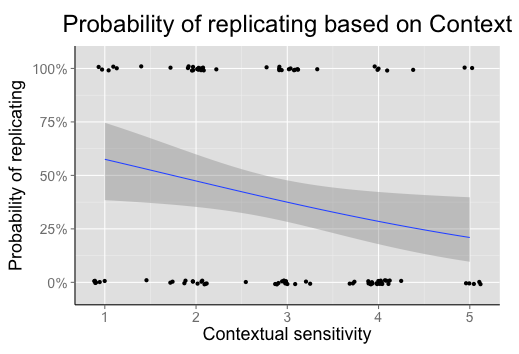 Probability of replicating based on Context
100%
75%
50%
25%
0%
Probability of replicating
1 2 3 4 5
Contextual sensitivity